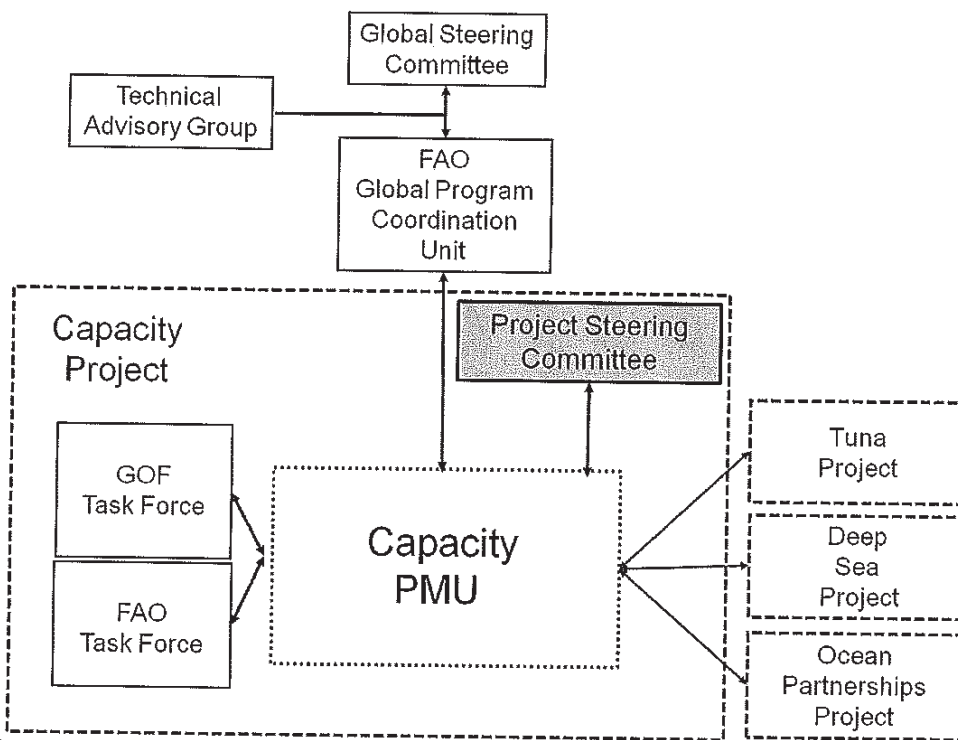 Global Steering
Committee
Technical
Advisory Group
FAO
Global Program
Coordination
Unit
Capacity
Project
Project Steering
Committee
GOF
Task Force
FAO
Task Force
Capacity
PMU
Tuna
Project
Deep
Sea
Project
Ocean
Partnerships
Project